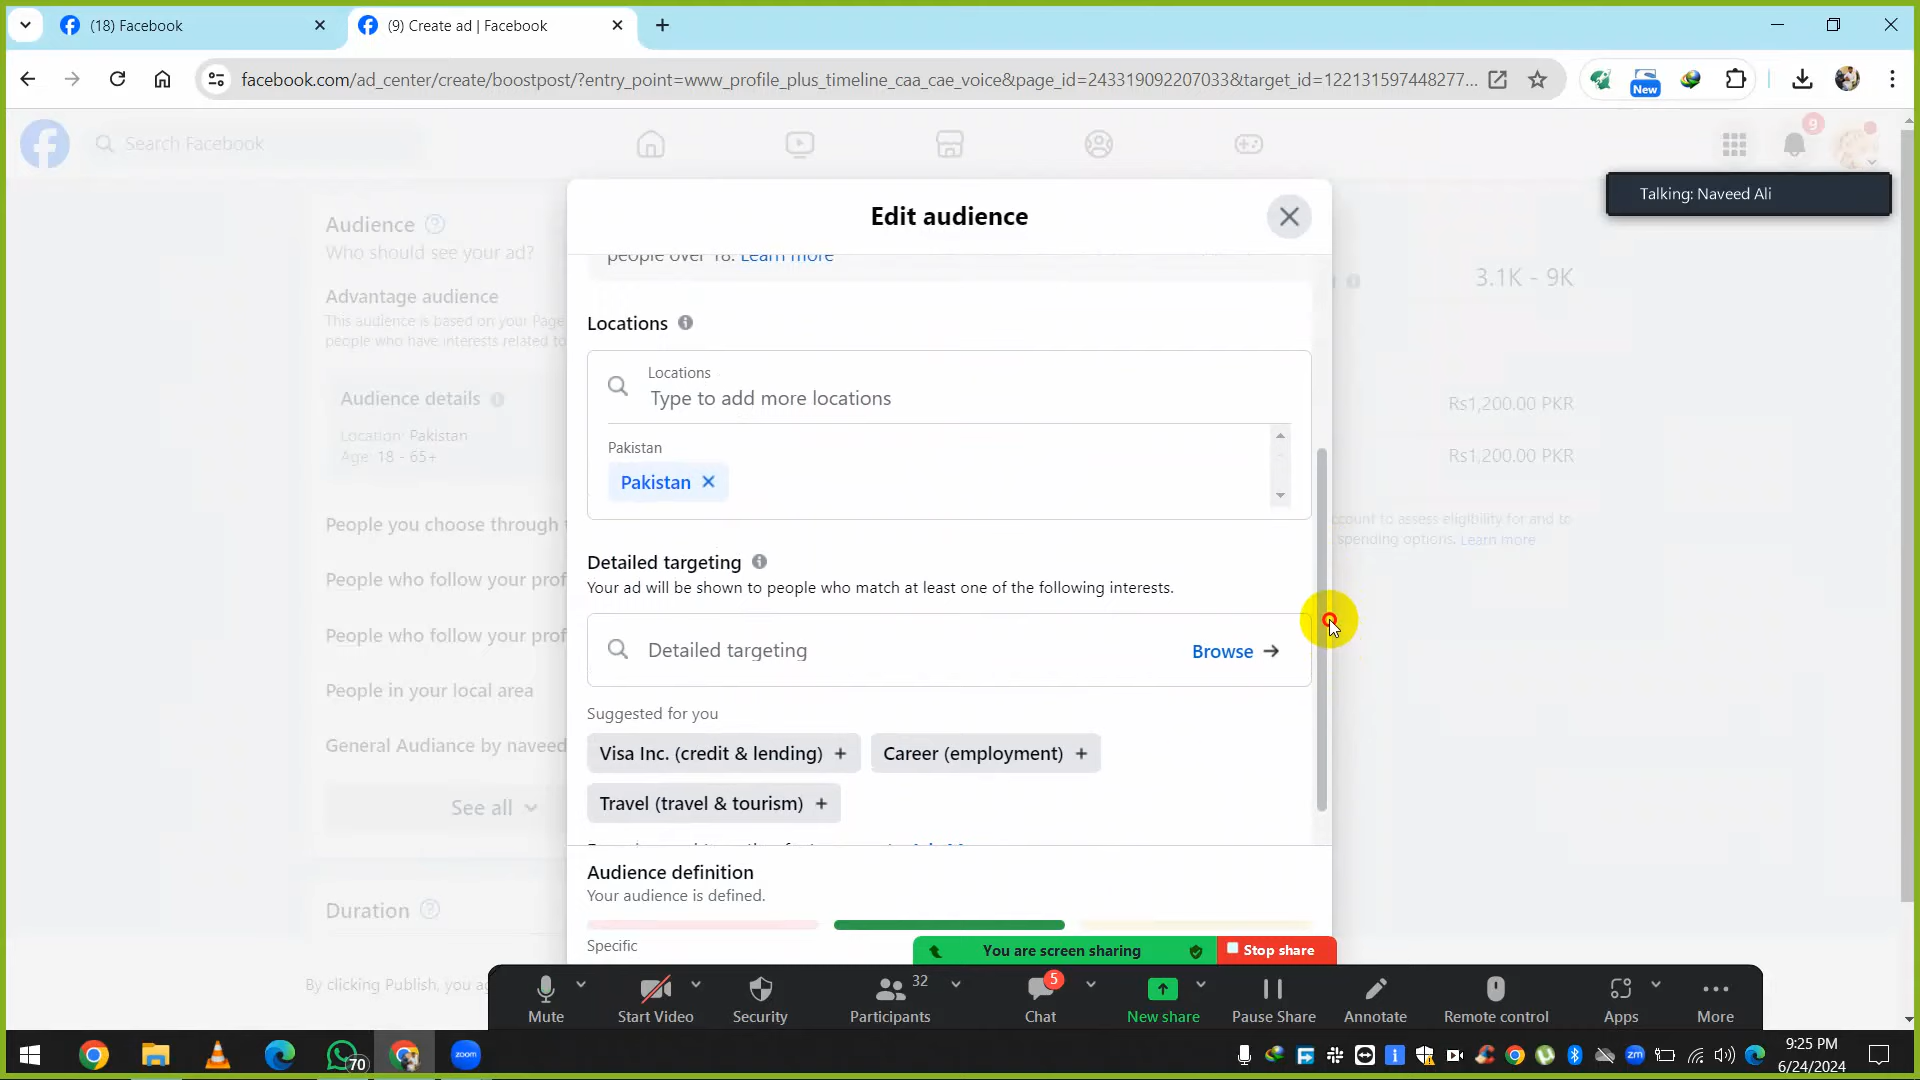 (18) Facebook
(9) Create ad | Facebook
facebook.com/ad_center/create/boostpost/?entry_point=www_profile_plus_timeline_caa_cae_voice&page_id=243319092207033&target_id=122131597448277...
New
Search Facebook
9
Talking: Naveed Ali
Edit audience
people over 18. Learn more
Audience
Who should see your ad?
Advantage audience
This audience is based on your Page
people who have interests related to
Audience details
Location: Pakistan
Age: 18 - 65+
People you choose through
People who follow your prof
People who follow your prof
People in your local area
General Audiance by naveed
See all
Duration
By clicking Publish, you ag
Locations
Locations
Type to add more locations
Pakistan
Pakistan
Detailed targeting
Your ad will be shown to people who match at least one of the following interests.
Detailed targeting
Browse
Suggested for you
Visa Inc. (credit & lending) +
Career (employment) +
Travel (travel & tourism) +
Audience definition
Your audience is defined.
Specific
3.1K - 9K
Rs1,200.00 PKR
Rs1,200.00 PKR
count to assess eligibility for and to
spending options. Learn more
You are screen sharing
Stop share
Mute
Start Video
Security
Participants
32
Chat
5
New share
Pause Share
Annotate
Remote control
Apps
More
70
zoom
zm
9:25 PM
6/24/2024